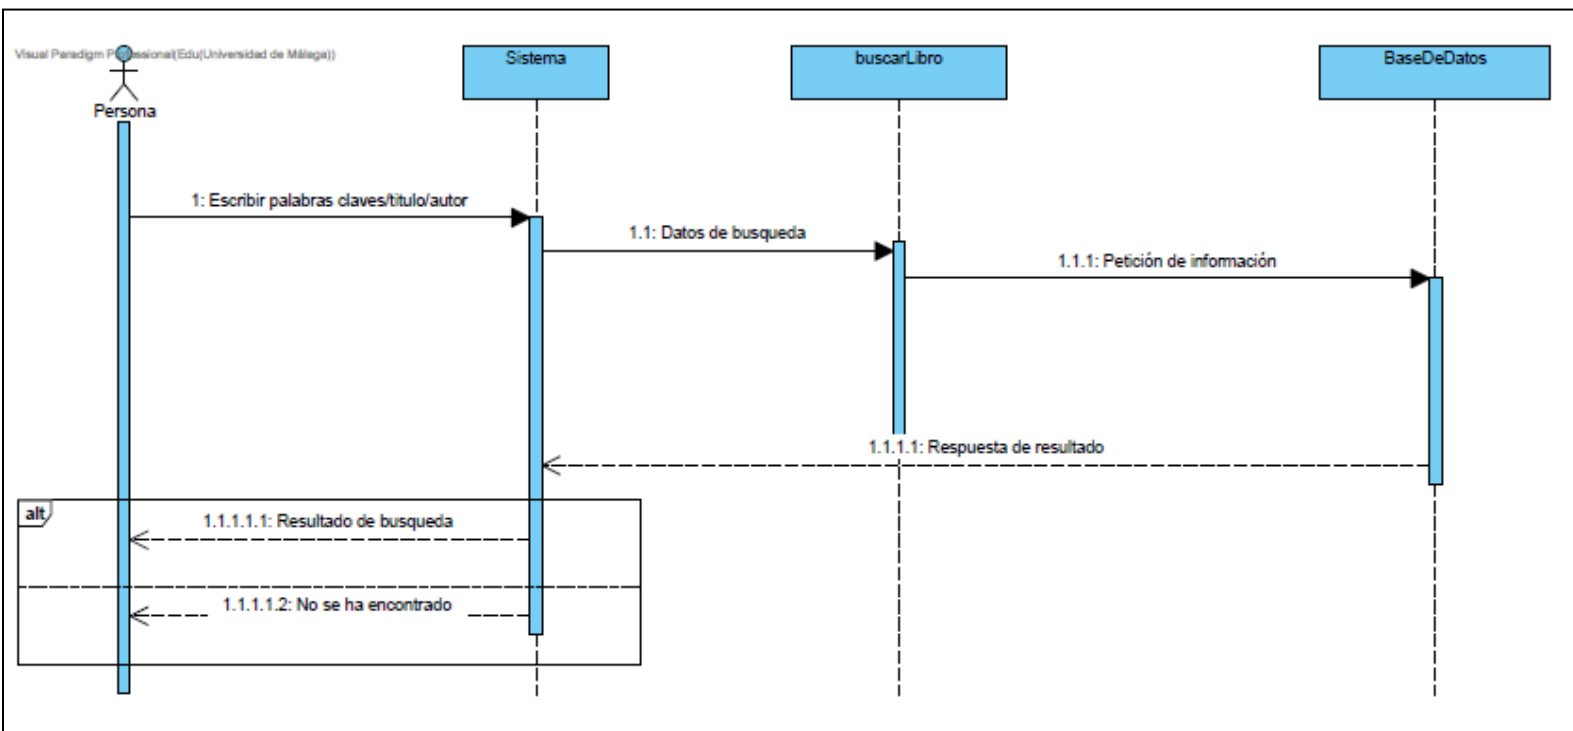 Visual Paradigm Professional(Edu(Universidad de Málaga))
Persona
Sistema
buscarLibro
BaseDeDatos
1: Escribir palabras claves/titulo/autor
1.1: Datos de busqueda
1.1.1: Petición de información
1.1.1.1: Respuesta de resultado
alt
1.1.1.1.1: Resultado de busqueda
1.1.1.1.2: No se ha encontrado